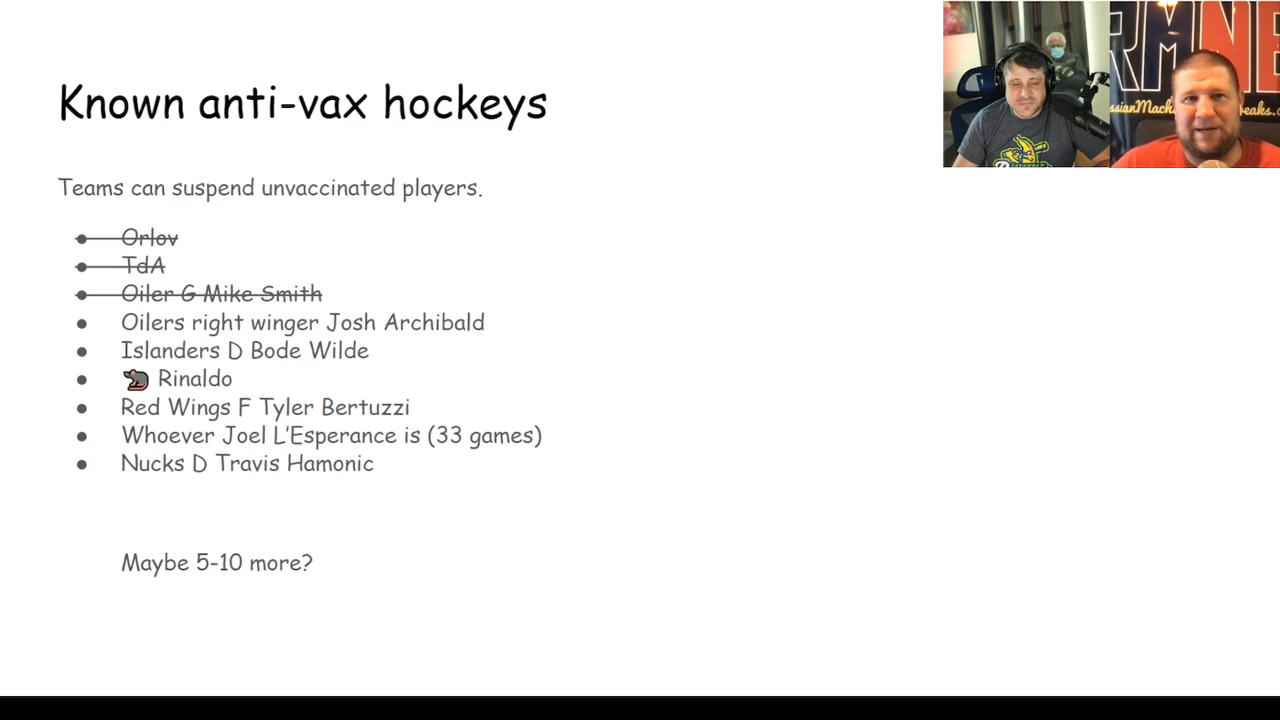 Known anti-vax hockeys
Teams can suspend unvaccinated players.
Orlov
TdA
Oiler G Mike Smith
Oilers right winger Josh Archibald
Islanders D Bode Wilde
Rinaldo
Red Wings F Tyler Bertuzzi
Whoever Joel L'Esperance is (33 games)
Nucks D Travis Hamonic
Maybe 5-10 more?